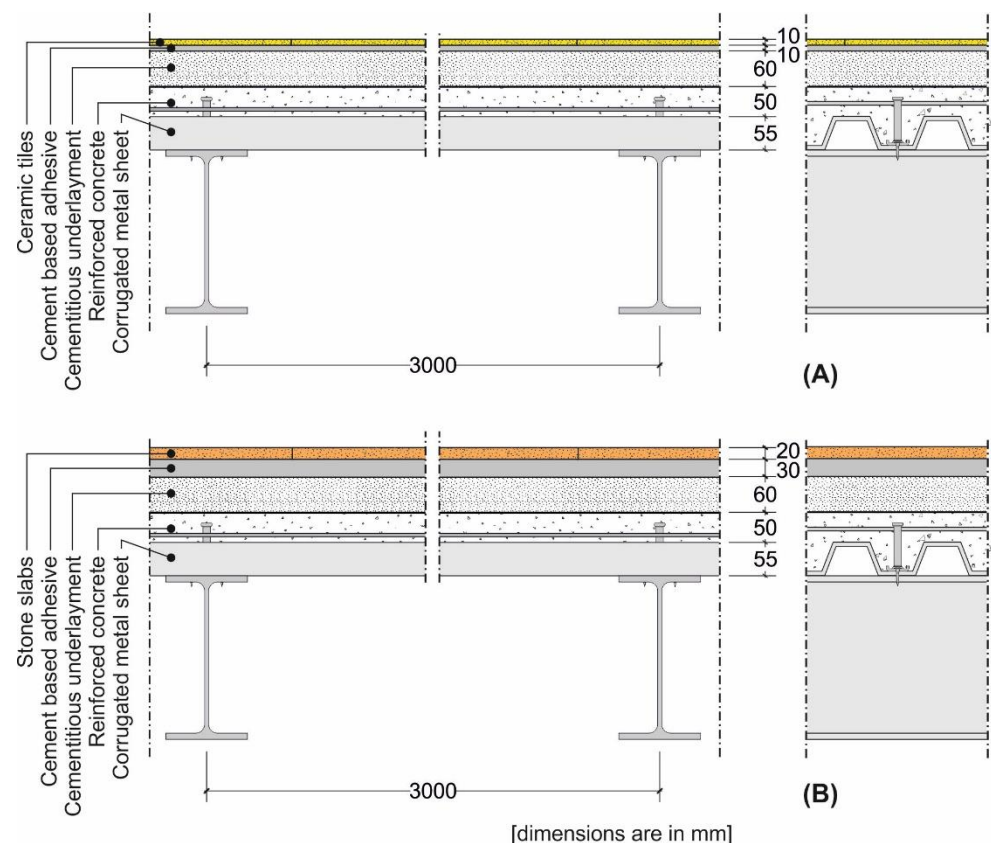 Ceramic tiles
Cement based adhesive
Cementitious underlayment
Reinforced concrete
Corrugated metal sheet
10
10
60
50
55
3000
(A)
Stone slabs
Cement based adhesive
Cementitious underlayment
Reinforced concrete
Corrugated metal sheet
20
30
60
50
55
3000
(B)
[dimensions are in mm]